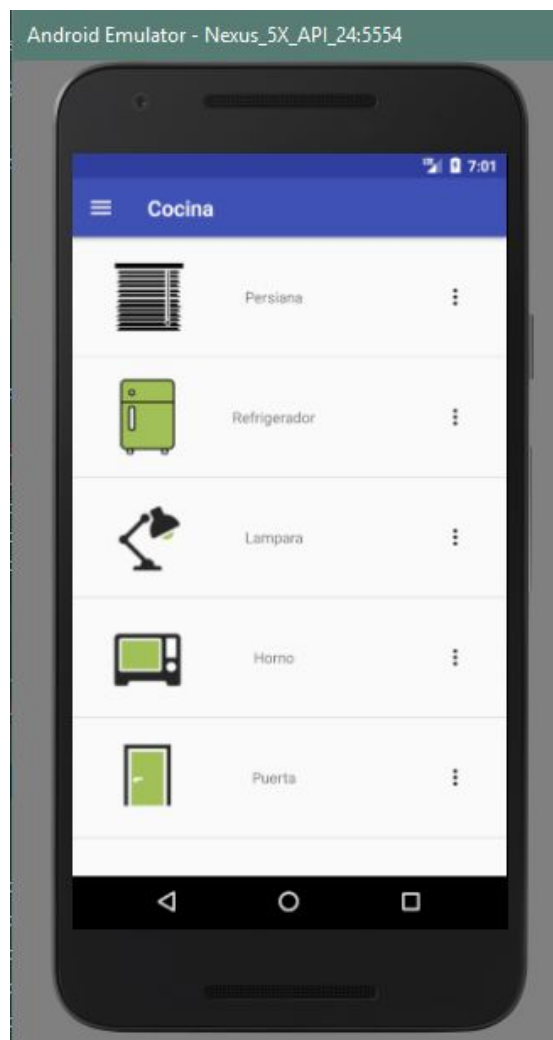 Android Emulator - Nexus_5X_API_24:5554
7:01
Cocina
Persiana
Refrigerador
Lampara
Horno
Puerta